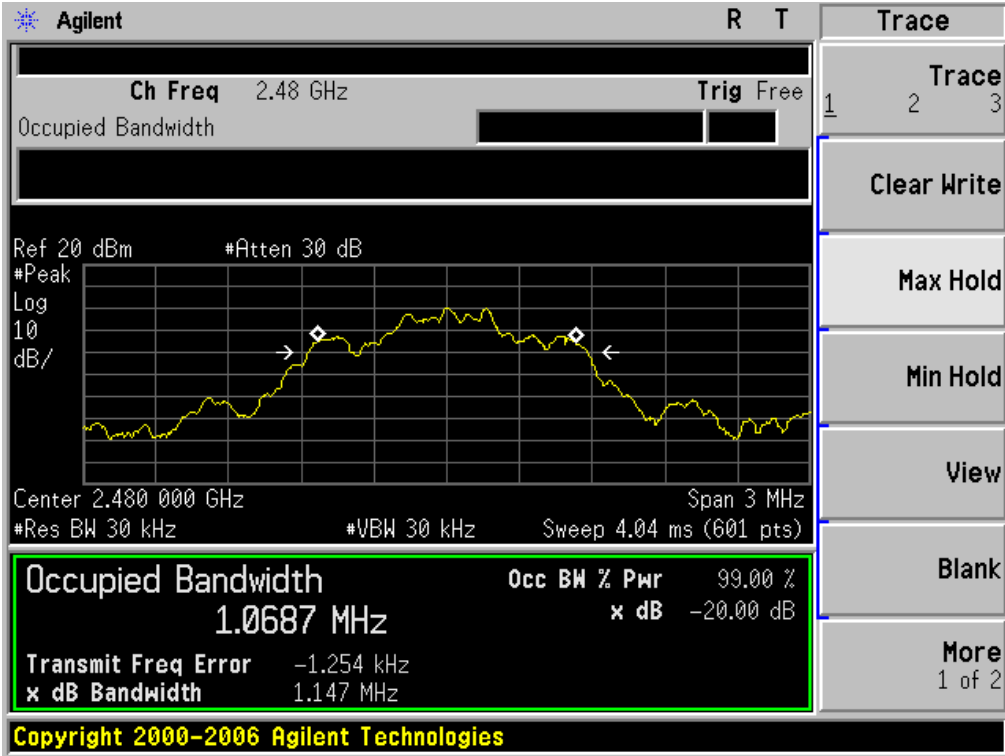 Agilent R T Trace
Ch Freq 2.48 GHz Trig Free
Occupied Bandwidth
Trace
1 2 3
Clear Write
Ref 20 dBm #Atten 30 dB
#Peak
Log
10
dB/
Max Hold
Min Hold
View
Center 2.480 000 GHz Span 3 MHz
#Res BW 30 kHz #VBW 30 kHz Sweep 4.04 ms (601 pts)
Occupied Bandwidth Occ BW % Pwr 99.00 %
1.0687 MHz x dB -20.00 dB
Blank
Transmit Freq Error -1.254 kHz
x dB Bandwidth 1.147 MHz
More
1 of 2
Copyright 2000-2006 Agilent Technologies